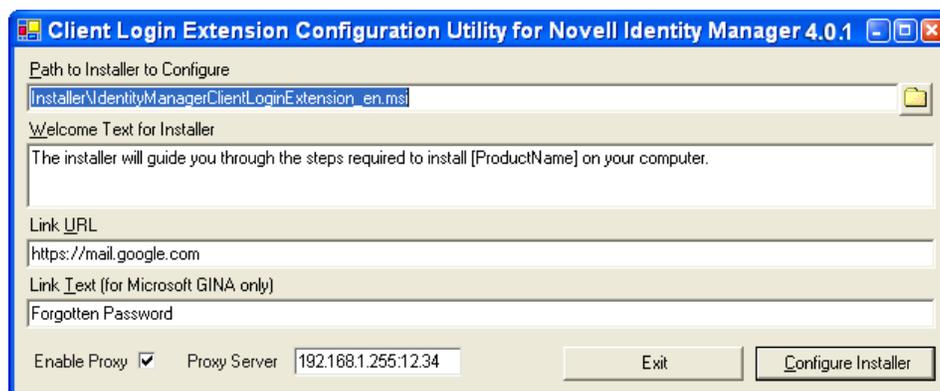 Client Login Extension Configuration Utility for Novell Identity Manager 4.0.1
Path to Installer to Configure
Installer\IdentityManagerClientLoginExtension_en.msi
Welcome Text for Installer
The installer will guide you through the steps required to install [ProductName] on your computer.
Link URL
https://mail.google.com
Link Text (for Microsoft GINA only)
Forgotten Password
Enable Proxy Proxy Server 192.168.1.255:12.34 Exit Configure Installer